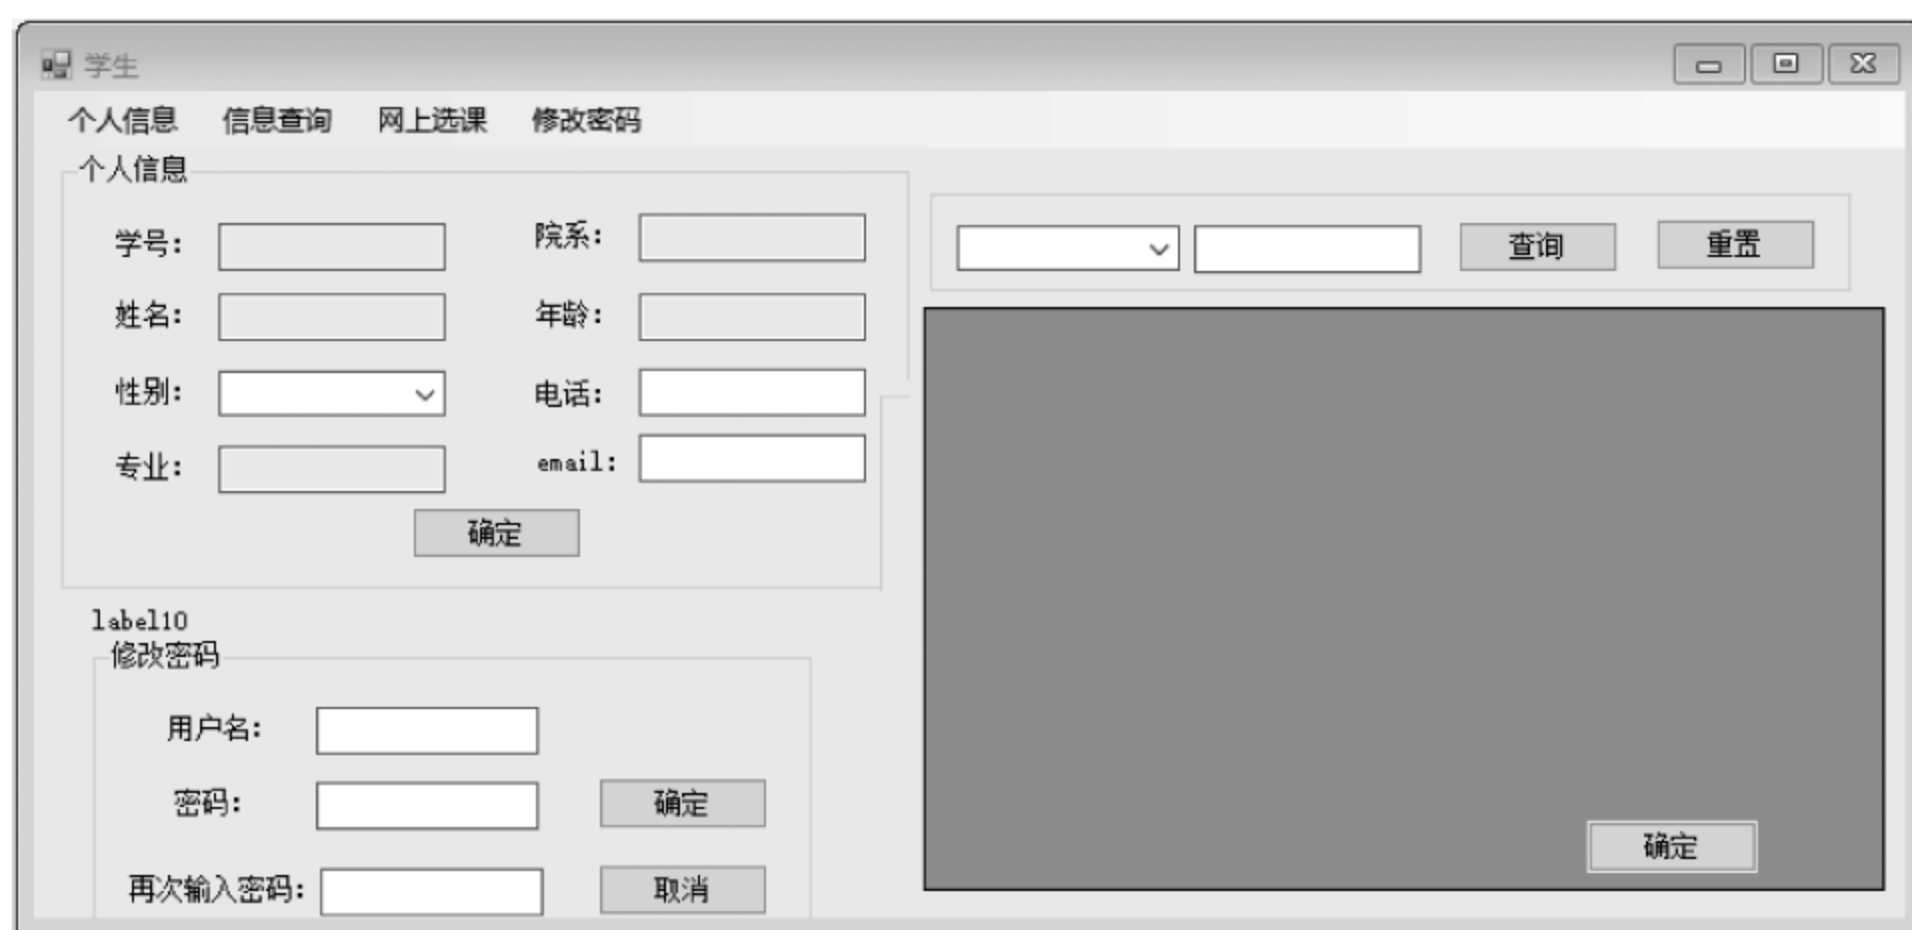 学生
个人信息 信息查询 网上选课 修改密码
个人信息
学号: 院系:
姓名: 年龄:
性别: 电话:
专业: email:
确定
查询 重置
label10
修改密码
用户名:
密码: 确定
再次输入密码: 取消
确定